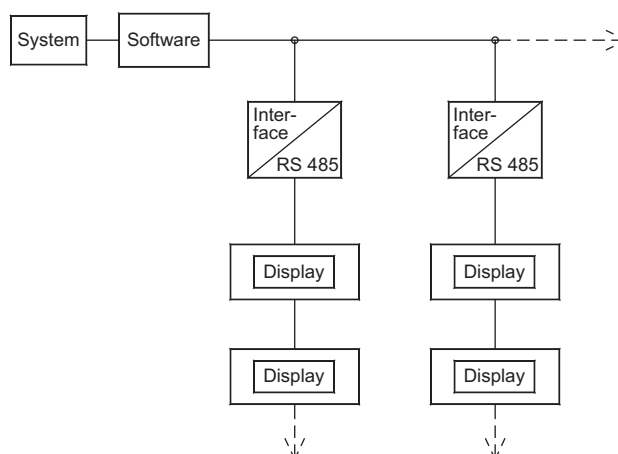 System
Software
Inter-
face
RS 485
Inter-
face
RS 485
Display
Display
Display
Display